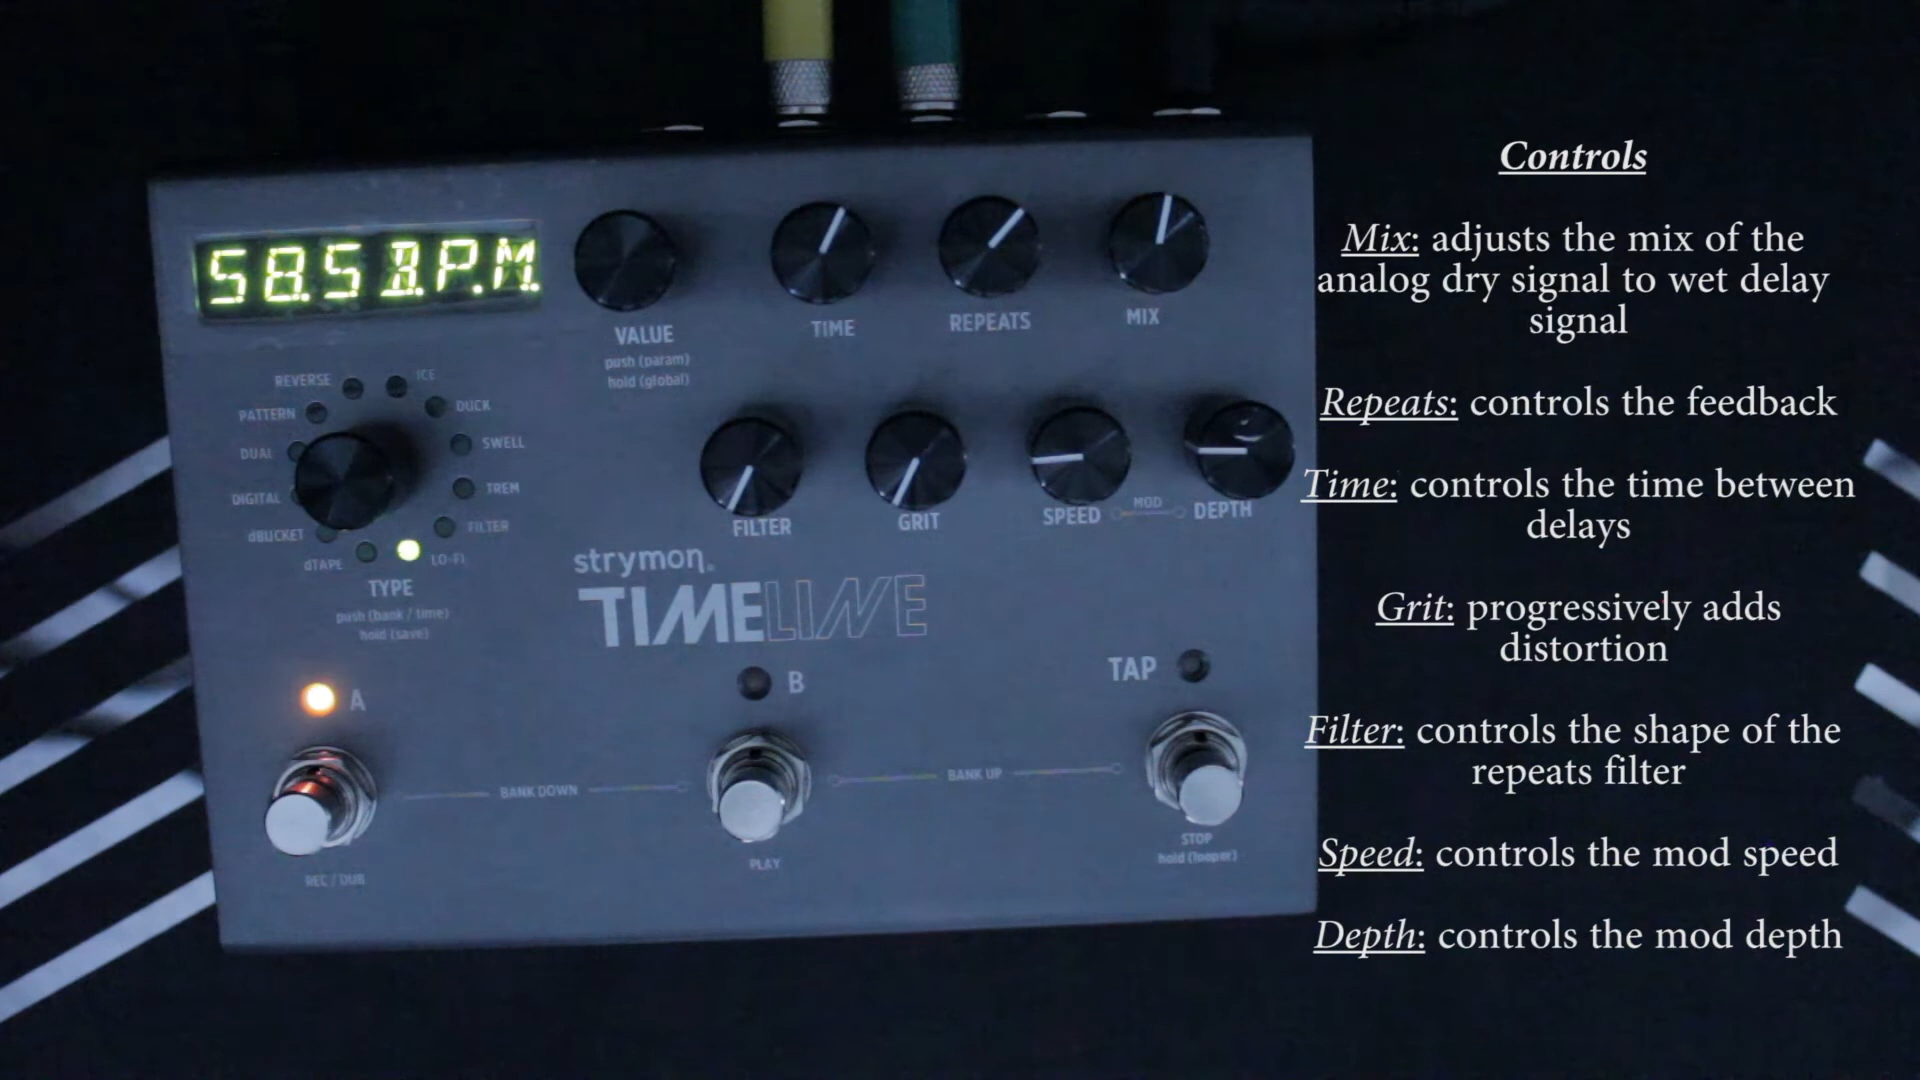 58.5 B.P.M.
VALUE
push (param)
hold (global)
TIME
REPEATS
MIX
REVERSE
ICE
PATTERN
DUCK
DUAL
SWELL
DIGITAL
TREM
dBUCKET
FILTER
dTAPE
LO-FI
TYPE
push (bank / time)
hold (save)
FILTER
GRIT
SPEED
MOD
DEPTH
strymon.
TIMELINE
A
B
TAP
BANK DOWN
BANK UP
REC / DUB
PLAY
STOP
hold (looper)
Controls
Mix: adjusts the mix of the
analog dry signal to wet delay
signal
Repeats: controls the feedback
Time: controls the time between
delays
Grit: progressively adds
distortion
Filter: controls the shape of the
repeats filter
Speed: controls the mod speed
Depth: controls the mod depth